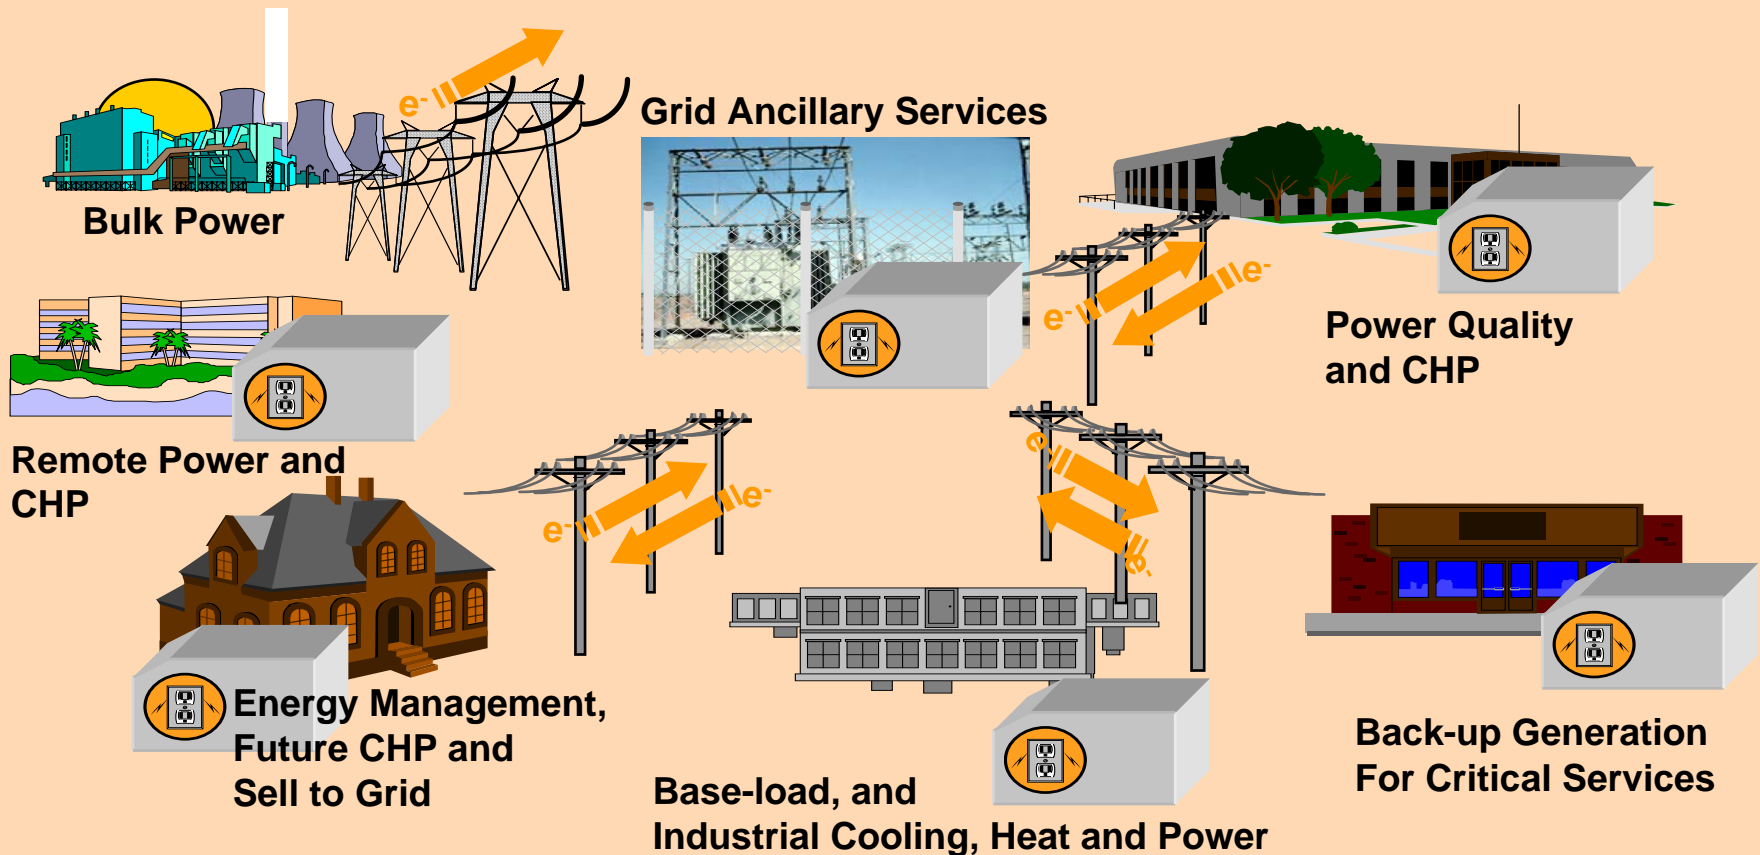 e-
Bulk Power
Grid Ancillary Services
e-
e-
Power Quality
and CHP
Remote Power and
CHP
e-
e-
e-
e-
Energy Management,
Future CHP and
Sell to Grid
Base-load, and
Industrial Cooling, Heat and Power
Back-up Generation
For Critical Services